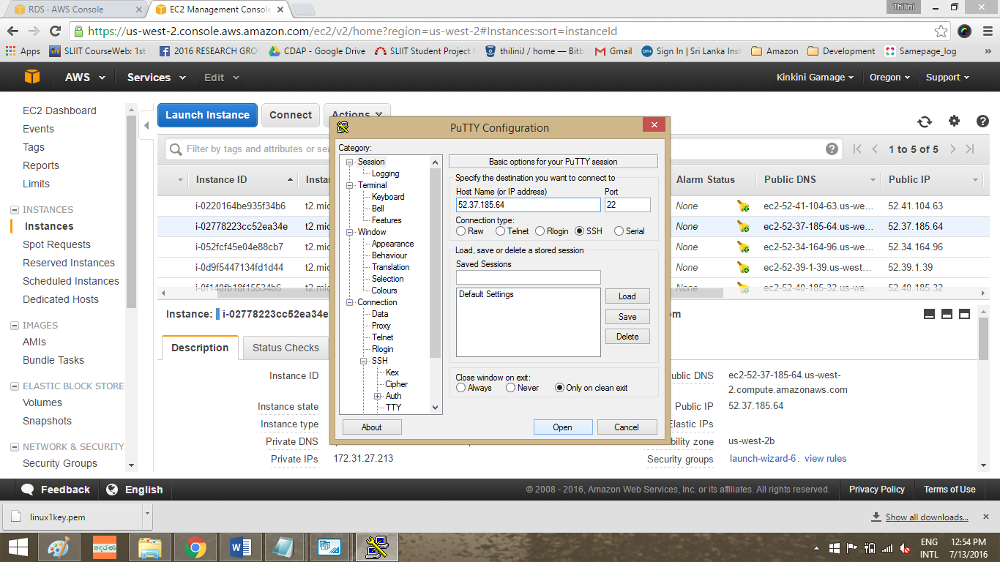 RDS · AWS Console
EC2 Management Console
Thilini
https://us-west-2.console.aws.amazon.com/ec2/v2/home?region=us-west-2#Instances:sort=instanceId
Apps
SLIIT CourseWeb: 1st
2016 RESEARCH GRO
CDAP - Google Drive
SLIIT Student Project
thiliniJ / home — Bitb
Gmail
Sign In | Sri Lanka Inst
Amazon
Development
Samepage_log
»
AWS
Services
Edit
Kinkini Gamage
Oregon
Support
EC2 Dashboard
Events
Tags
Reports
Limits
INSTANCES
Instances
Spot Requests
Reserved Instances
Scheduled Instances
Dedicated Hosts
IMAGES
AMIs
Bundle Tasks
ELASTIC BLOCK STORE
Volumes
Snapshots
NETWORK & SECURITY
Security Groups
Launch Instance
Connect
Actions
Filter by tags and attributes or sea
1 to 5 of 5
Instance ID
Insta
Alarm Status
Public DNS
Public IP
i-0220164be935f34b6 t2.mic None ec2-52-41-104-63.us-we... 52.41.104.63
i-02778223cc52ea34e t2.mic None ec2-52-37-185-64.us-we... 52.37.185.64
i-052fcf45e04e88cb7 t2.mic None ec2-52-34-164-96.us-we... 52.34.164.96
i-0d9f5447134fd1d44 t2.mic None ec2-52-39-1-39.us-west... 52.39.1.39
i-0f140fb18f15534b6 t2.mic None ec2-52-40-185-32.us-we... 52.40.185.32
Instance: i-02778223cc52ea34e
om
Description
Status Checks
Instance ID
Instance state
Instance type
Private DNS
Private IPs
172.31.27.213
ublic DNS
ec2-52-37-185-64.us-west-
2.compute.amazonaws.com
Public IP
52.37.185.64
Elastic IPs
bility zone
us-west-2b
Security groups
launch-wizard-6. view rules
PuTTY Configuration
Category:
Session
Logging
Terminal
Keyboard
Bell
Features
Window
Appearance
Behaviour
Translation
Selection
Colours
Connection
Data
Proxy
Telnet
Rlogin
SSH
Kex
Cipher
Auth
TTY
Basic options for your PuTTY session
Specify the destination you want to connect to
Host Name (or IP address)
Port
52.37.185.64
22
Connection type:
Raw
Telnet
Rlogin
SSH
Serial
Load, save or delete a stored session
Saved Sessions
Default Settings
Load
Save
Delete
Close window on exit:
Always
Never
Only on clean exit
About
Open
Cancel
Feedback
English
© 2008 - 2016, Amazon Web Services, Inc. or its affiliates. All rights reserved.
Privacy Policy
Terms of Use
linux1key.pem
Show all downloads...
දෙරණ
ENG
INTL
12:54 PM
7/13/2016